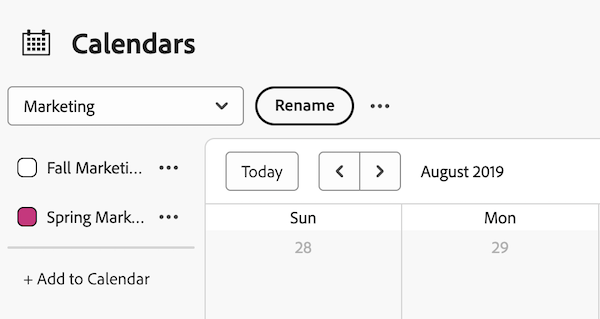 Calendars
Marketing
Rename
Fall Marketi...
Today
August 2019
Spring Mark...
Sun
Mon
28
29
+ Add to Calendar